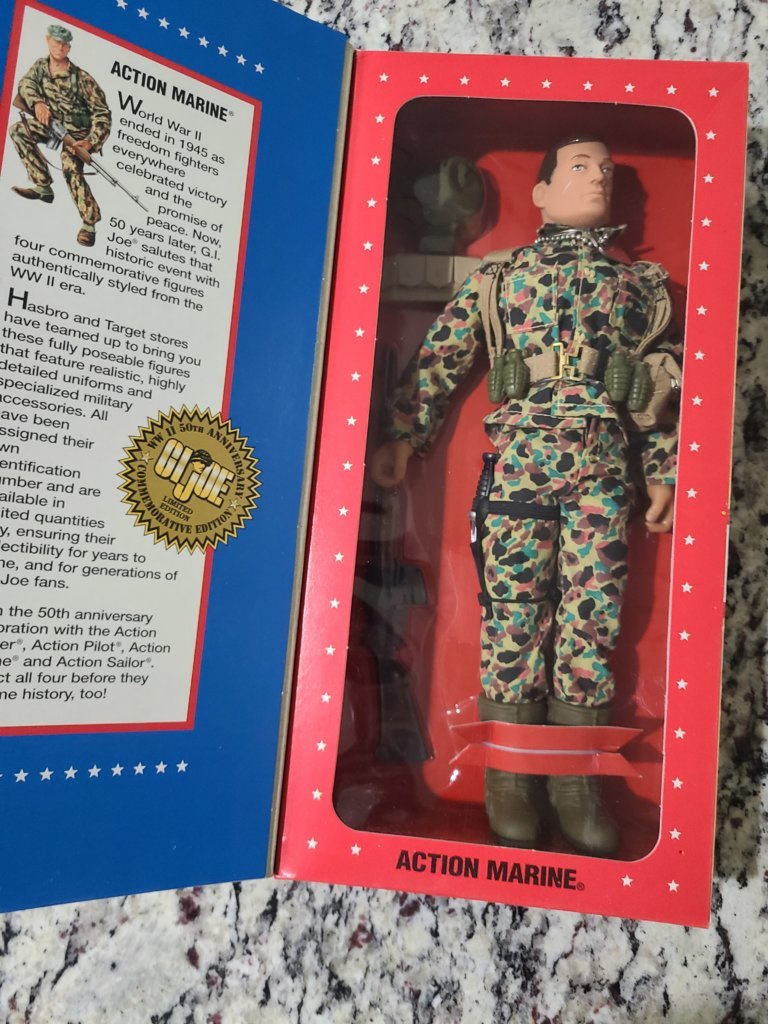 ACTION MARINE®
World War II
ended in 1945 as
freedom fighters
everywhere
celebrated victory
and the
promise of
peace. Now,
50 years later, G.I.
Joe® salutes that
historic event with
four commemorative figures
authentically styled from the
WW II era.
Hasbro and Target stores
have teamed up to bring you
these fully poseable figures
that feature realistic, highly
detailed uniforms and
specialized military
accessories. All
ave been
ssigned their
wn
entification
umber and are
ailable in
ited quantities
y, ensuring their
lectibility for years to
ne, and for generations of
Joe fans.
n the 50th anniversary
oration with the Action
er®, Action Pilot®, Action
e® and Action Sailor®.
ct all four before they
me history, too!
WW II 50TH ANNIVERSARY
GI JOE
LIMITED
EDITION
COMMEMORATIVE EDITION
ACTION MARINE®